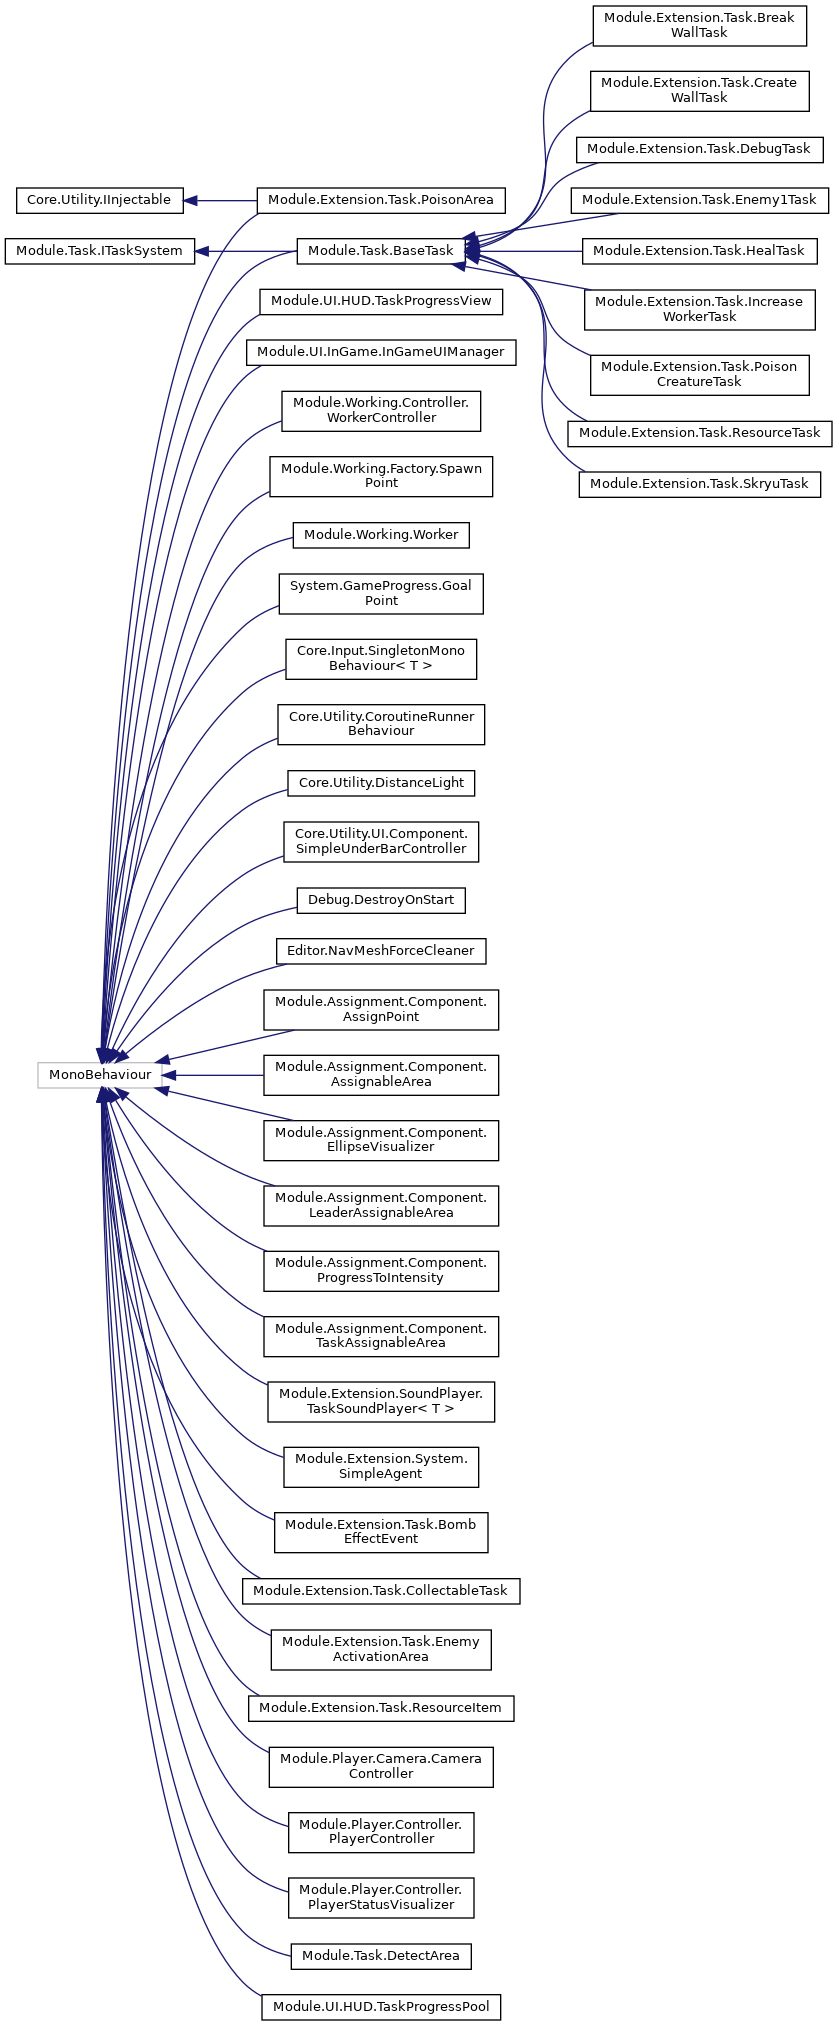 Core.Utility.IInjectable
Module.Task.ITaskSystem
MonoBehaviour
Module.Extension.Task.PoisonArea
Module.Task.BaseTask
Module.UI.HUD.TaskProgressView
Module.UI.InGame.InGameUIManager
Module.Working.Controller.
WorkerController
Module.Working.Factory.Spawn
Point
Module.Working.Worker
System.GameProgress.Goal
Point
Core.Input.SingletonMono
Behaviour< T >
Core.Utility.CoroutineRunner
Behaviour
Core.Utility.DistanceLight
Core.Utility.UI.Component.
SimpleUnderBarController
Debug.DestroyOnStart
Editor.NavMeshForceCleaner
Module.Assignment.Component.
AssignPoint
Module.Assignment.Component.
AssignableArea
Module.Assignment.Component.
EllipseVisualizer
Module.Assignment.Component.
LeaderAssignableArea
Module.Assignment.Component.
ProgressToIntensity
Module.Assignment.Component.
TaskAssignableArea
Module.Extension.SoundPlayer.
TaskSoundPlayer< T >
Module.Extension.System.
SimpleAgent
Module.Extension.Task.Bomb
EffectEvent
Module.Extension.Task.CollectableTask
Module.Extension.Task.Enemy
ActivationArea
Module.Extension.Task.ResourceItem
Module.Player.Camera.Camera
Controller
Module.Player.Controller.
PlayerController
Module.Player.Controller.
PlayerStatusVisualizer
Module.Task.DetectArea
Module.UI.HUD.TaskProgressPool
Module.Extension.Task.Break
WallTask
Module.Extension.Task.Create
WallTask
Module.Extension.Task.DebugTask
Module.Extension.Task.Enemy1Task
Module.Extension.Task.HealTask
Module.Extension.Task.Increase
WorkerTask
Module.Extension.Task.Poison
CreatureTask
Module.Extension.Task.ResourceTask
Module.Extension.Task.SkryuTask